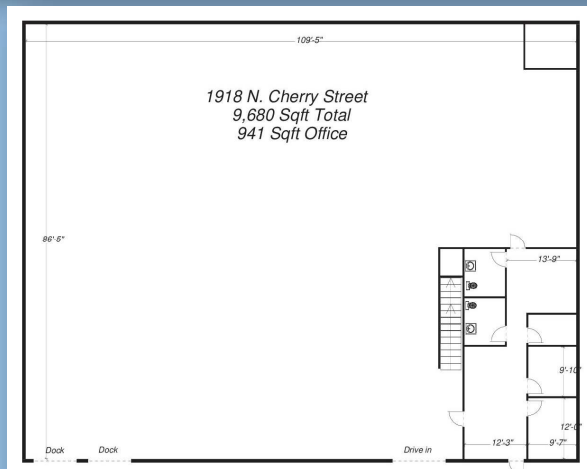 109'-5"
1918 N. Cherry Street
9,680 Sqft Total
941 Sqft Office
86'-5"
13'-9"
9'-10"
12'-0"
Dock
Dock
Drive in
12'-3"
9'-7"